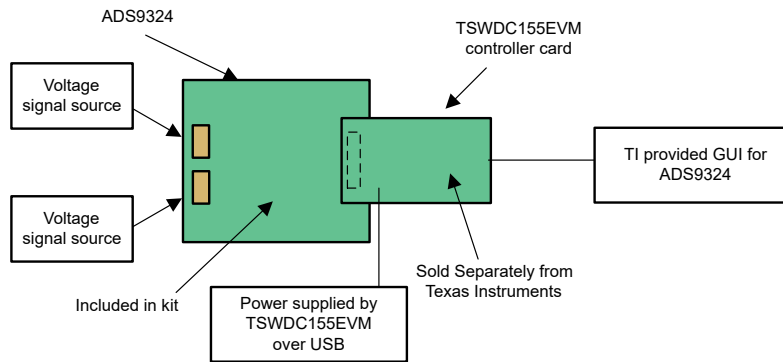 ADS9324
TSWDC155EVM
controller card
Voltage
signal source
TI provided GUI for
ADS9324
Voltage
signal source
Included in kit
Power supplied by
TSWDC155EVM
over USB
Sold Separately from
Texas Instruments